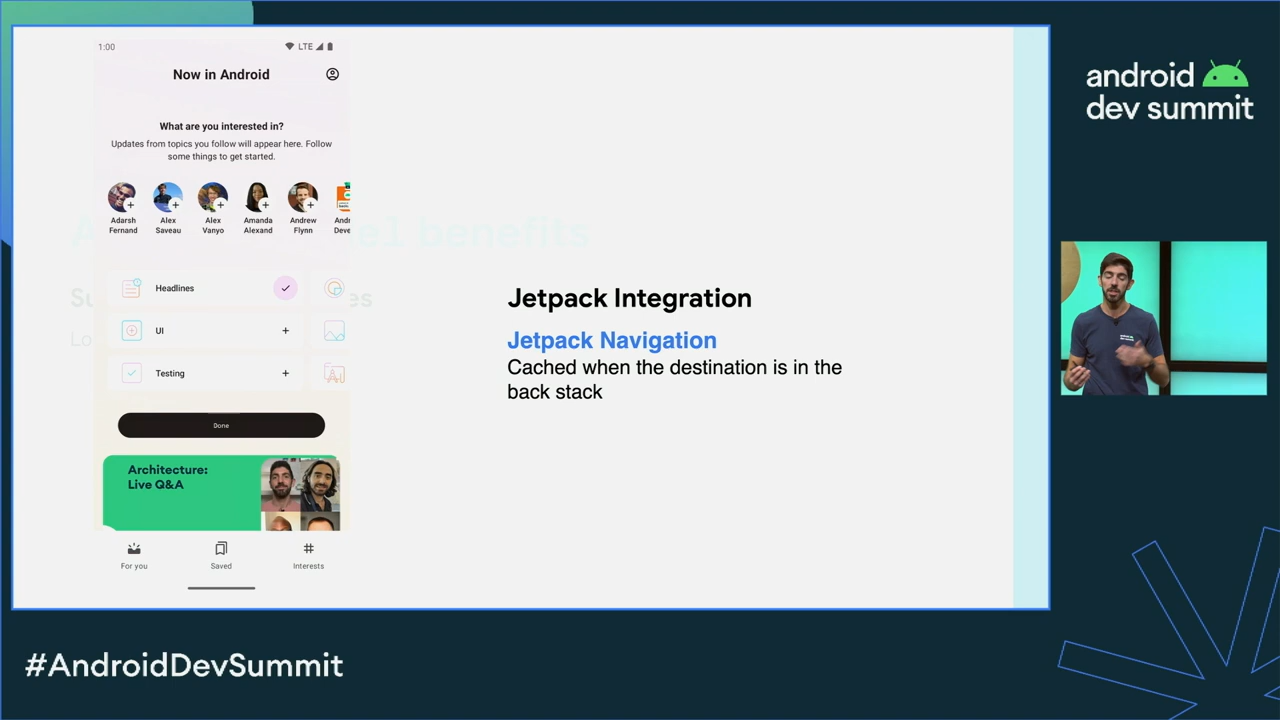 1:00
LTE
Now in Android
What are you interested in?
Updates from topics you follow will appear here. Follow
some things to get started.
Adarsh
Fernand
Alex
Saveau
Alex
Vanyo
Amanda
Alexand
Andrew
Flynn
Andr
Deve
Headlines
UI
Testing
Done
Architecture:
Live Q&A
For you
Saved
Interests
benefits
Jetpack Integration
Jetpack Navigation
Cached when the destination is in the
back stack
android
dev summit
#AndroidDevSummit